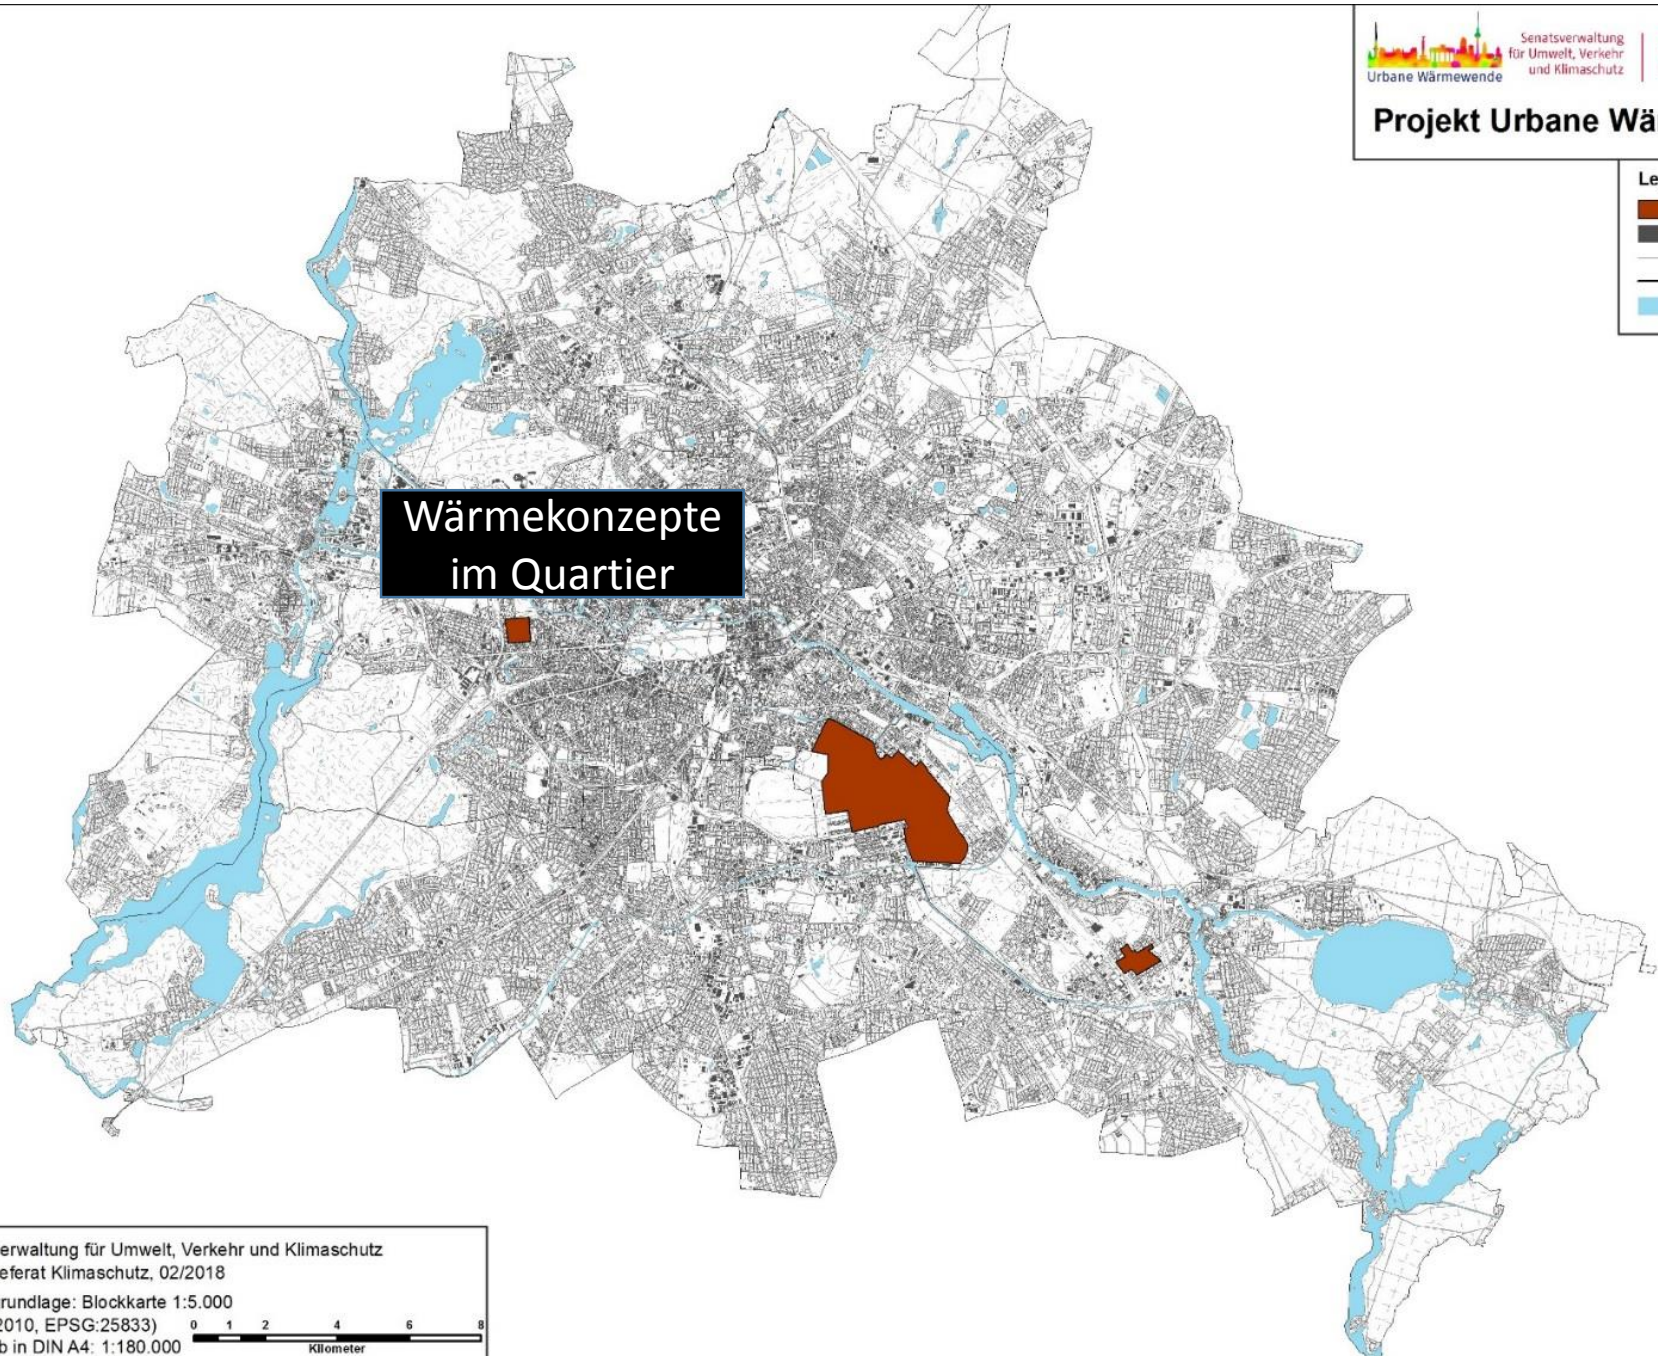 Urbane Wärmewende
Senatsverwaltung
für Umwelt, Verkehr
und Klimaschutz
Projekt Urbane Wä
Le
Wärmekonzepte
im Quartier
erwaltung für Umwelt, Verkehr und Klimaschutz
eferat Klimaschutz, 02/2018
rundlage: Blockkarte 1:5.000
2010, EPSG:25833)
b in DIN A4: 1:180.000
0 1 2 4 6 8
Kilometer